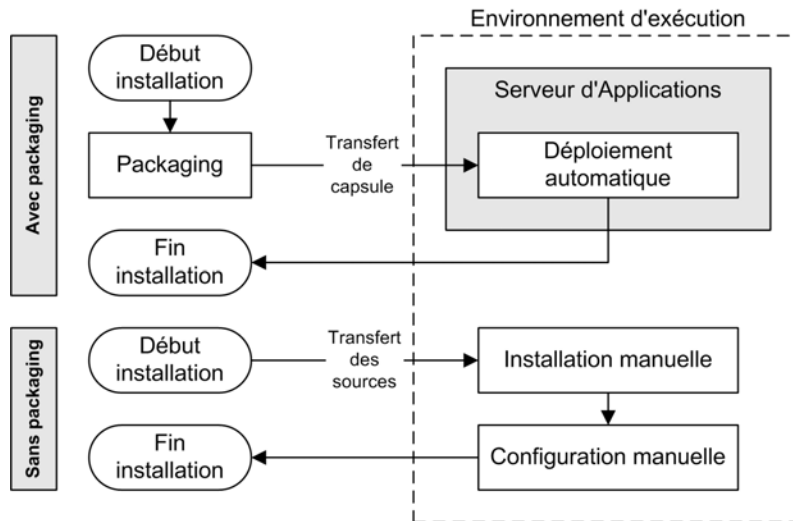 Environnement d'exécution
Avec packaging
Début
installation
Serveur d'Applications
Packaging
Transfert
de
capsule
Déploiement
automatique
Fin
installation
Sans packaging
Début
installation
Transfert
des
sources
Installation manuelle
Fin
installation
Configuration manuelle